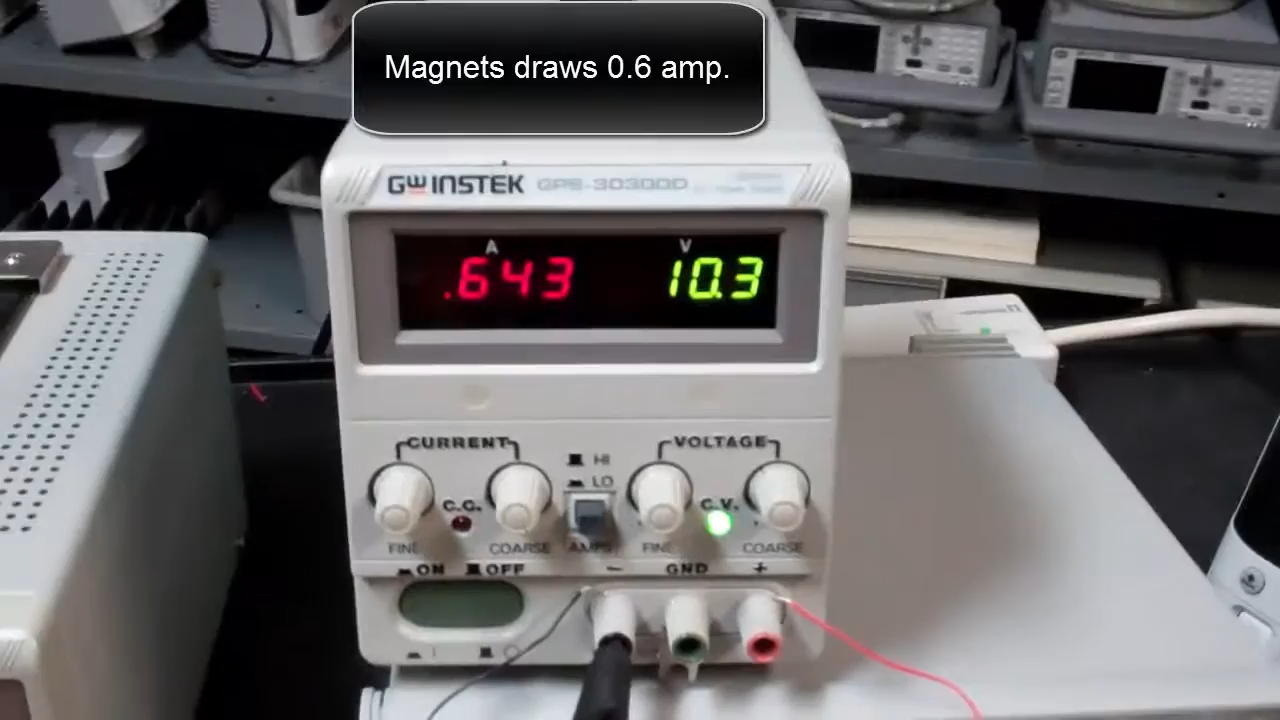 Magnets draws 0.6 amp.
GW INSTEK GPS-3030DD
A V
.643 10.3
CURRENT VOLTAGE
HI
LO
C.C. C.V.
FINE COARSE AMPS FINE COARSE
ON OFF - GND +